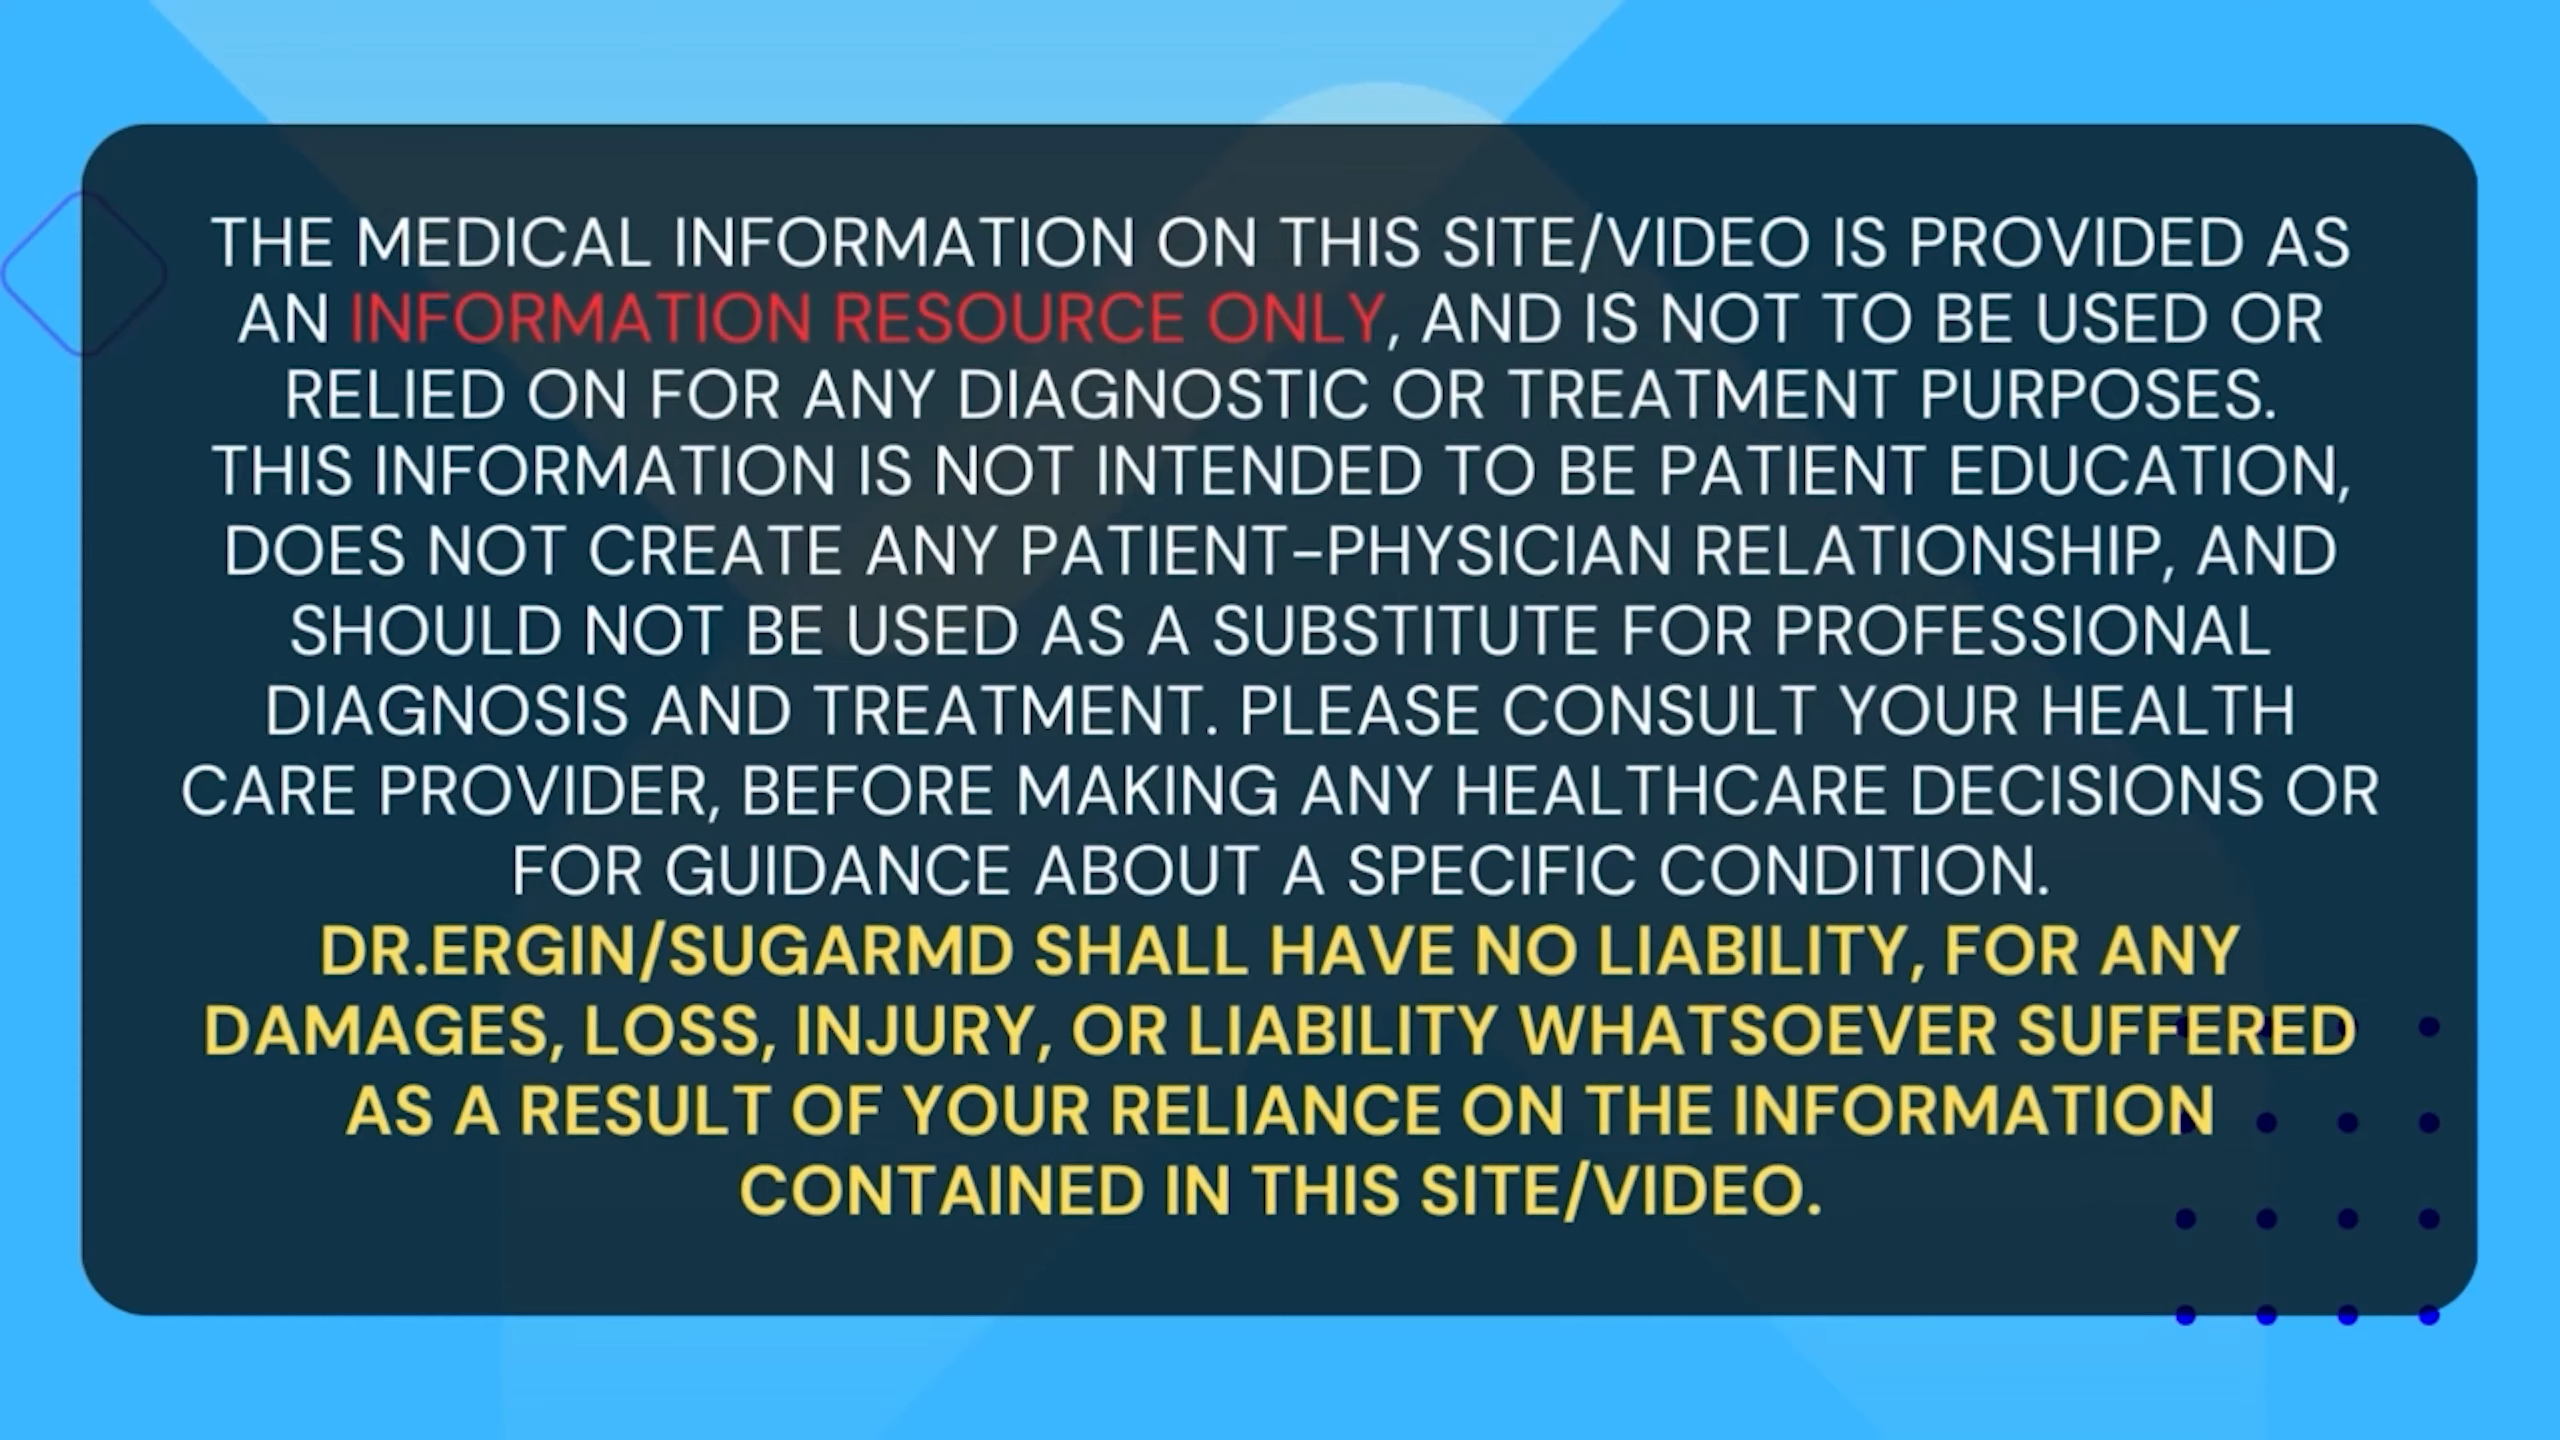 THE MEDICAL INFORMATION ON THIS SITE/VIDEO IS PROVIDED AS
AN INFORMATION RESOURCE ONLY, AND IS NOT TO BE USED OR
RELIED ON FOR ANY DIAGNOSTIC OR TREATMENT PURPOSES.
THIS INFORMATION IS NOT INTENDED TO BE PATIENT EDUCATION,
DOES NOT CREATE ANY PATIENT-PHYSICIAN RELATIONSHIP, AND
SHOULD NOT BE USED AS A SUBSTITUTE FOR PROFESSIONAL
DIAGNOSIS AND TREATMENT. PLEASE CONSULT YOUR HEALTH
CARE PROVIDER, BEFORE MAKING ANY HEALTHCARE DECISIONS OR
FOR GUIDANCE ABOUT A SPECIFIC CONDITION.
DR.ERGIN/SUGARMD SHALL HAVE NO LIABILITY, FOR ANY
DAMAGES, LOSS, INJURY, OR LIABILITY WHATSOEVER SUFFERED
AS A RESULT OF YOUR RELIANCE ON THE INFORMATION
CONTAINED IN THIS SITE/VIDEO.